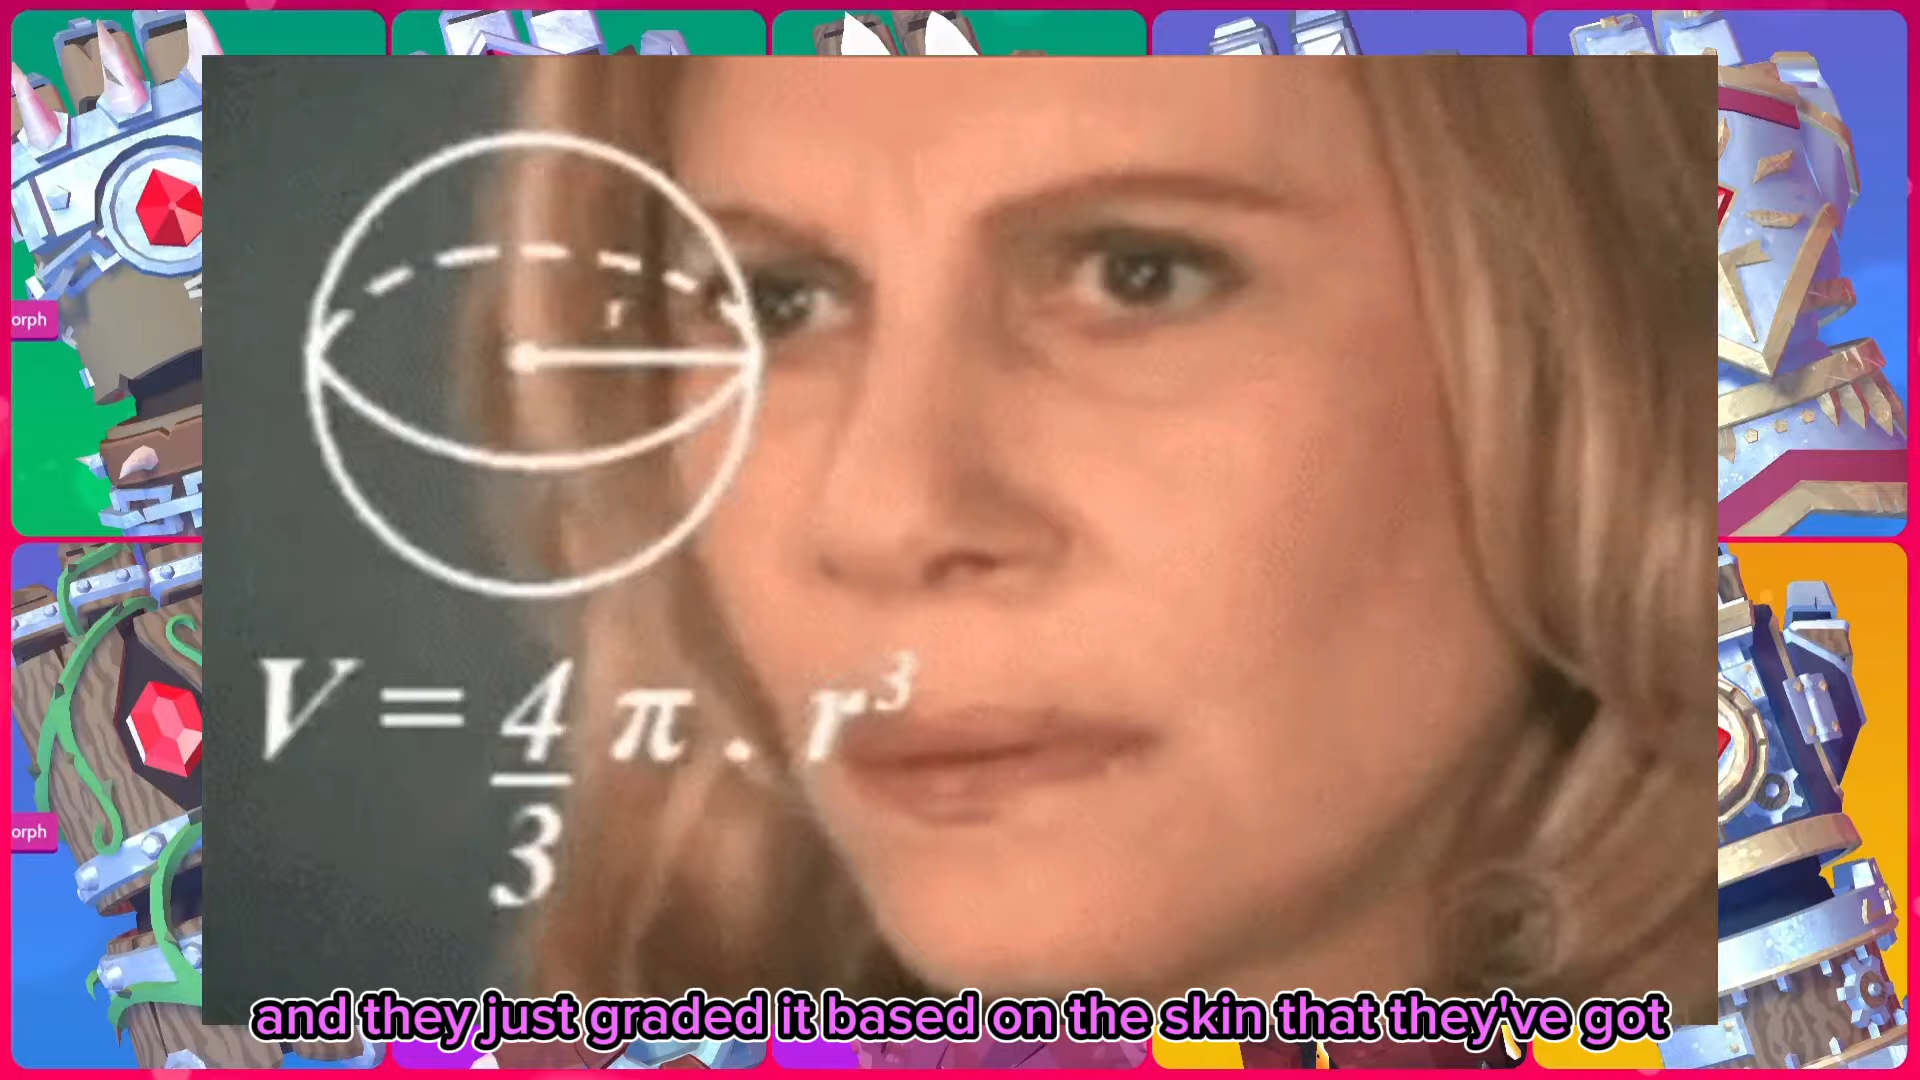 r
orph
V = 4/3 π . r³
orph
and they just graded it based on the skin that they've got